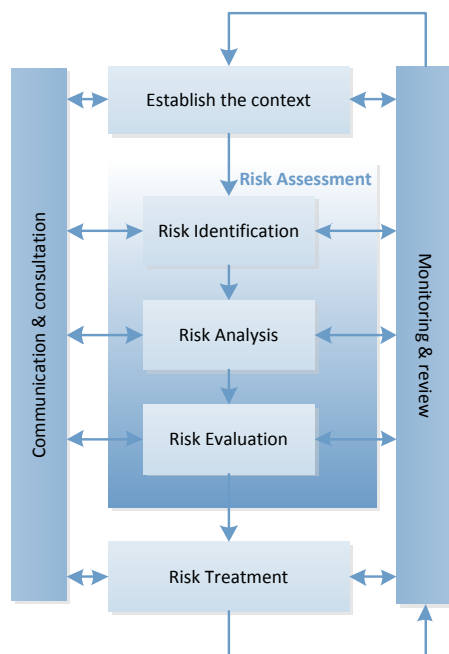 Establish the context
Risk Assessment
Risk Identification
Risk Analysis
Risk Evaluation
Risk Treatment
Communication & consultation
Monitoring & review